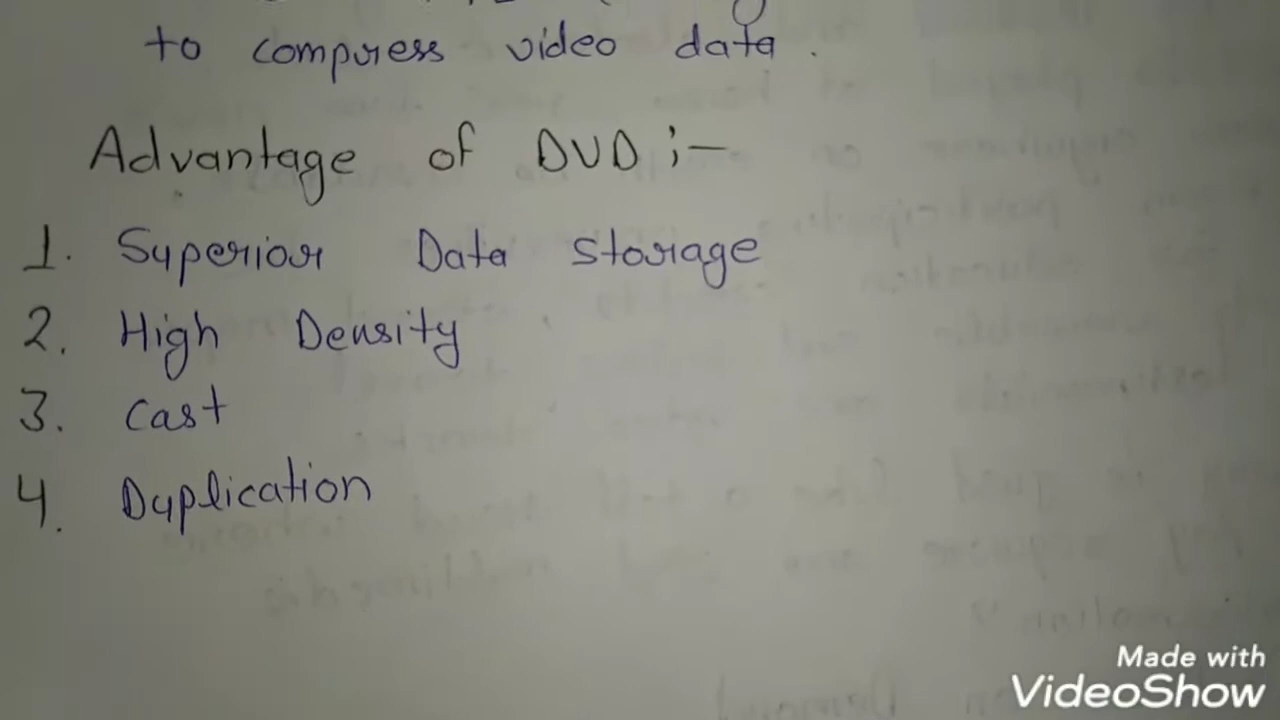 to compress video data.
Advantage of DVD :-
1. Superior Data Storage
2. High Density
3. Cast
4. Duplication
Made with
VideoShow